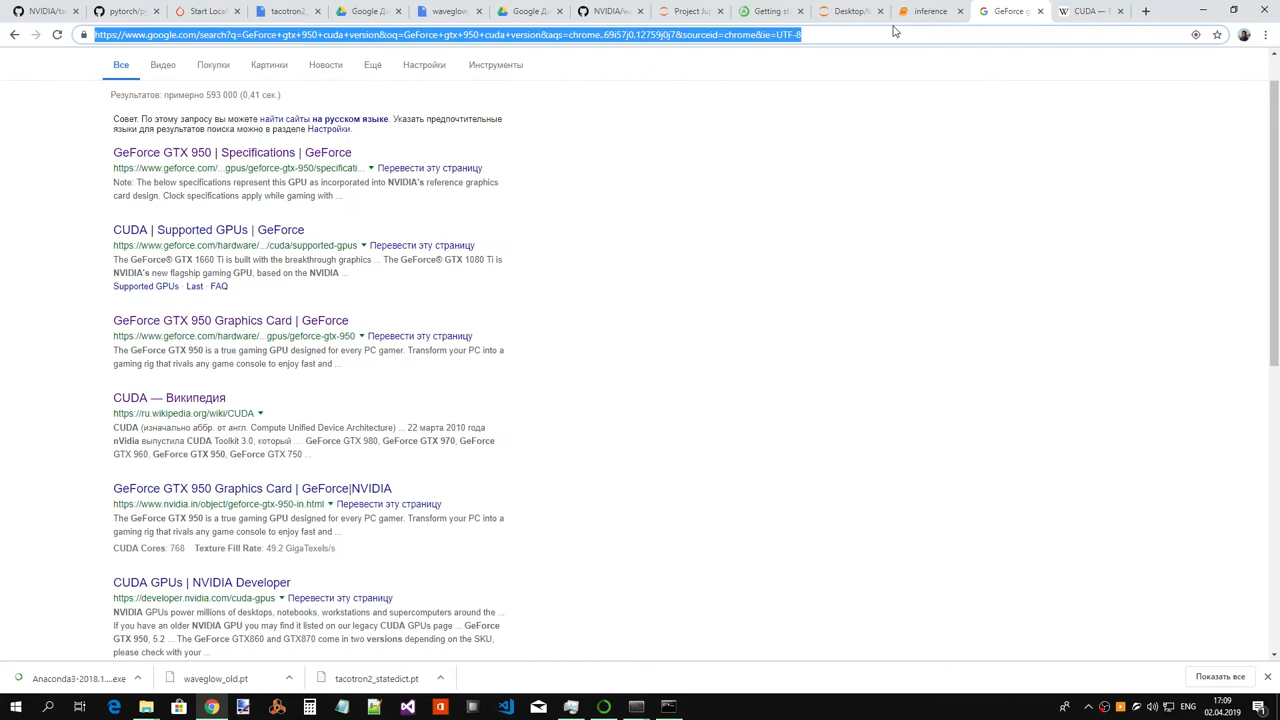 NVIDIA/tac
pytorch/py
Start Local
tacotron2_
Google Ди
waveglow_
Google Ди
NVIDIA/wa
Project Jup
Getting sta
Desktop/ta
inference
GeForce g
CUDA — W
https://www.google.com/search?q=GeForce+gtx+950+cuda+version&oq=GeForce+gtx+950+cuda+version&aqs=chrome..69i57j0.12759j0j7&sourceid=chrome&ie=UTF-8
Все Видео Покупки Картинки Новости Ещё Настройки Инструменты
Результатов: примерно 593 000 (0,41 сек.)
Совет. По этому запросу вы можете найти сайты на русском языке. Указать предпочтительные
языки для результатов поиска можно в разделе Настройки.
GeForce GTX 950 | Specifications | GeForce
https://www.geforce.com/...gpus/geforce-gtx-950/specificati... Перевести эту страницу
Note: The below specifications represent this GPU as incorporated into NVIDIA's reference graphics
card design. Clock specifications apply while gaming with ...
CUDA | Supported GPUs | GeForce
https://www.geforce.com/hardware/.../cuda/supported-gpus Перевести эту страницу
The GeForce® GTX 1660 Ti is built with the breakthrough graphics ... The GeForce® GTX 1080 Ti is
NVIDIA's new flagship gaming GPU, based on the NVIDIA ...
Supported GPUs · Last · FAQ
GeForce GTX 950 Graphics Card | GeForce
https://www.geforce.com/hardware/...gpus/geforce-gtx-950 Перевести эту страницу
The GeForce GTX 950 is a true gaming GPU designed for every PC gamer. Transform your PC into a
gaming rig that rivals any game console to enjoy fast and ...
CUDA — Википедия
https://ru.wikipedia.org/wiki/CUDA
CUDA (изначально аббр. от англ. Compute Unified Device Architecture) ... 22 марта 2010 года
nVidia выпустила CUDA Toolkit 3.0, который .... GeForce GTX 980, GeForce GTX 970, GeForce
GTX 960, GeForce GTX 950, GeForce GTX 750 ...
GeForce GTX 950 Graphics Card | GeForce|NVIDIA
https://www.nvidia.in/object/geforce-gtx-950-in.html Перевести эту страницу
The GeForce GTX 950 is a true gaming GPU designed for every PC gamer. Transform your PC into a
gaming rig that rivals any game console to enjoy fast and ...
CUDA Cores: 768 Texture Fill Rate: 49.2 GigaTexels/s
CUDA GPUs | NVIDIA Developer
https://developer.nvidia.com/cuda-gpus Перевести эту страницу
NVIDIA GPUs power millions of desktops, notebooks, workstations and supercomputers around the ...
If you have an older NVIDIA GPU you may find it listed on our legacy CUDA GPUs page ... GeForce
GTX 950, 5.2 ... The GeForce GTX860 and GTX870 come in two versions depending on the SKU,
please check with your ...
Anaconda3-2018.1....exe
waveglow_old.pt
tacotron2_statedict.pt
Показать все
ENG
17:09
02.04.2019